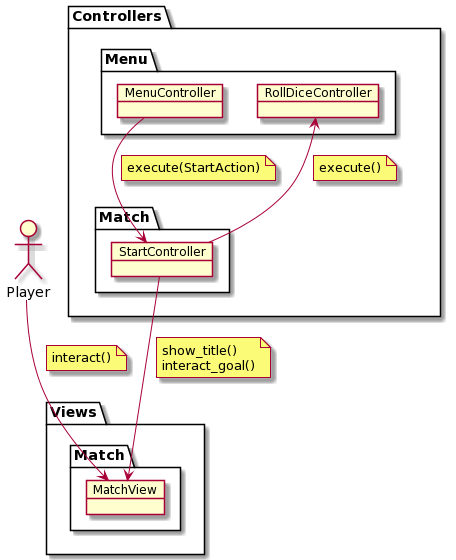 Controllers
Menu
MenuController
RollDiceController
execute(StartAction)
execute()
Match
StartController
Player
interact()
show_title()
interact_goal()
Views
Match
MatchView